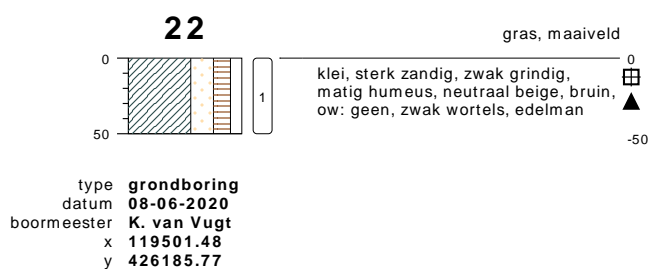 22
gras, maaiveld
0
0
klei, sterk zandig, zwak grindig,
matig humeus, neutraal beige, bruin,
ow: geen, zwak wortels, edelman
1
50
-50
type grondboring
datum 08-06-2020
boormeester K. van Vugt
x 119501.48
y 426185.77